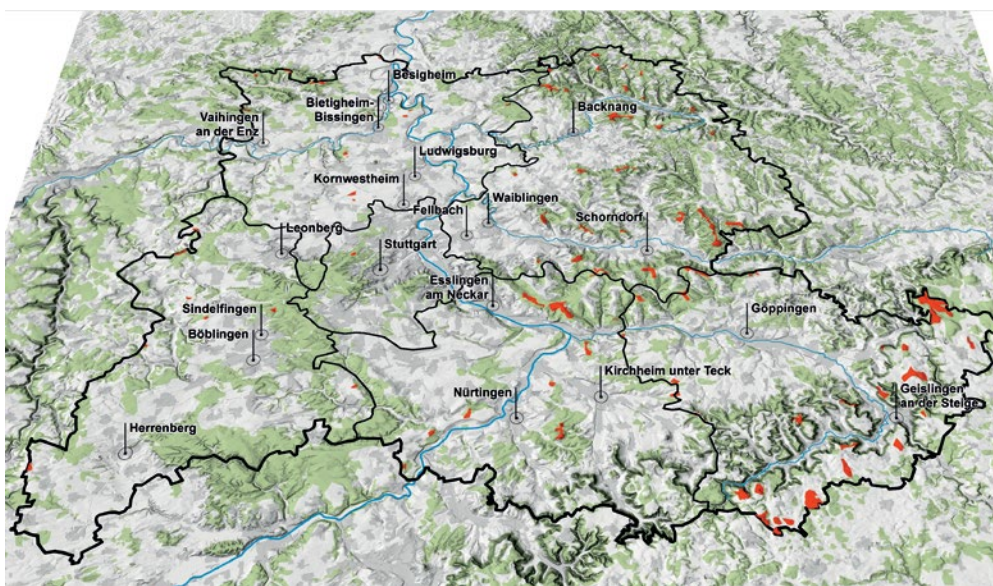 Besigheim
Bietigheim-
Bissingen
Backnang
Vaihingen
an der Enz
Ludwigsburg
Kornwestheim
Waiblingen
Fellbach
Schorndorf
Leonberg
Stuttgart
Esslingen
am Neckar
Sindelfingen
Göppingen
Böblingen
Kirchheim unter Teck
Nürtingen
Geislingen
an der Steige
Herrenberg